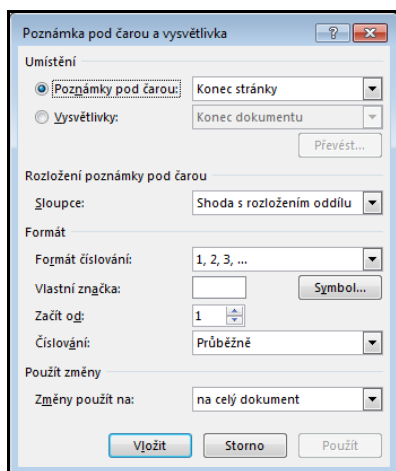 Poznámka pod čarou a vysvětlivka
Umístění
Poznámky pod čarou: Konec stránky
Vysvětlivky: Konec dokumentu
Převést...
Rozložení poznámky pod čarou
Sloupce: Shoda s rozložením oddílu
Formát
Formát číslování: 1, 2, 3, ...
Vlastní značka: Symbol...
Začít od: 1
Číslování: Průběžně
Použít změny
Změny použít na: na celý dokument
Vložit Storno Použít